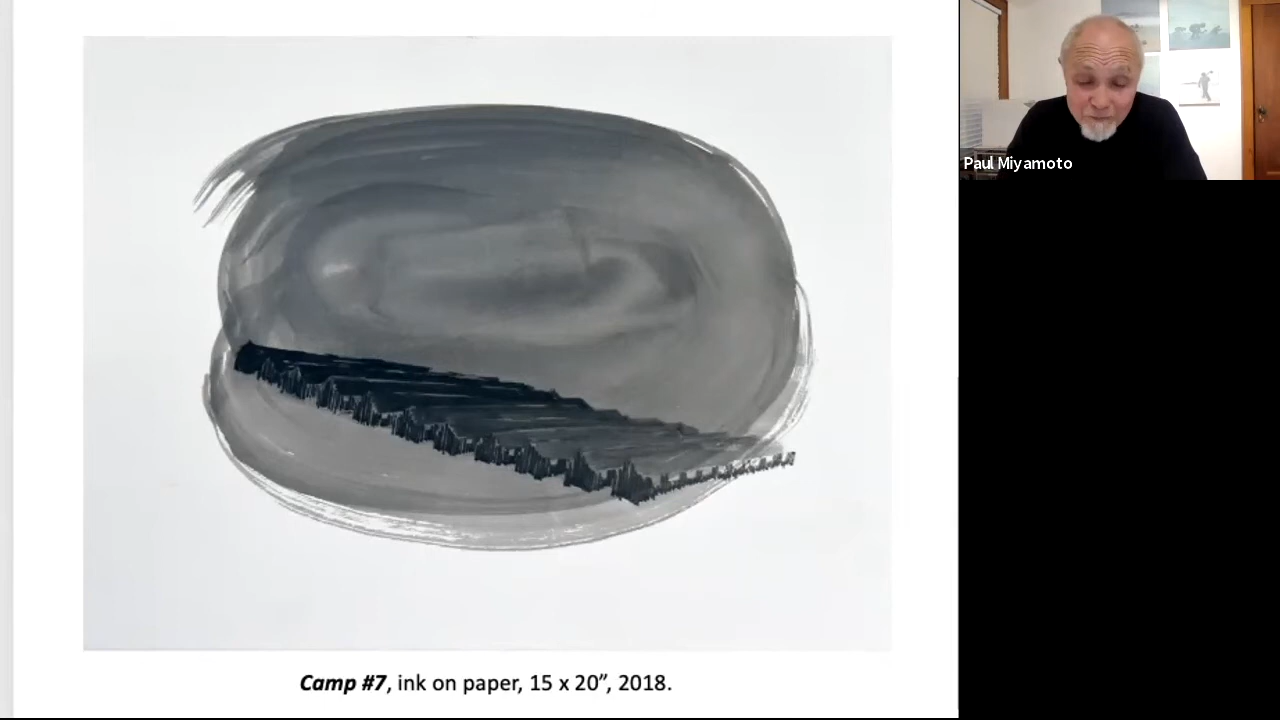 Paul Miyamoto
Camp #7, ink on paper, 15 x 20”, 2018.